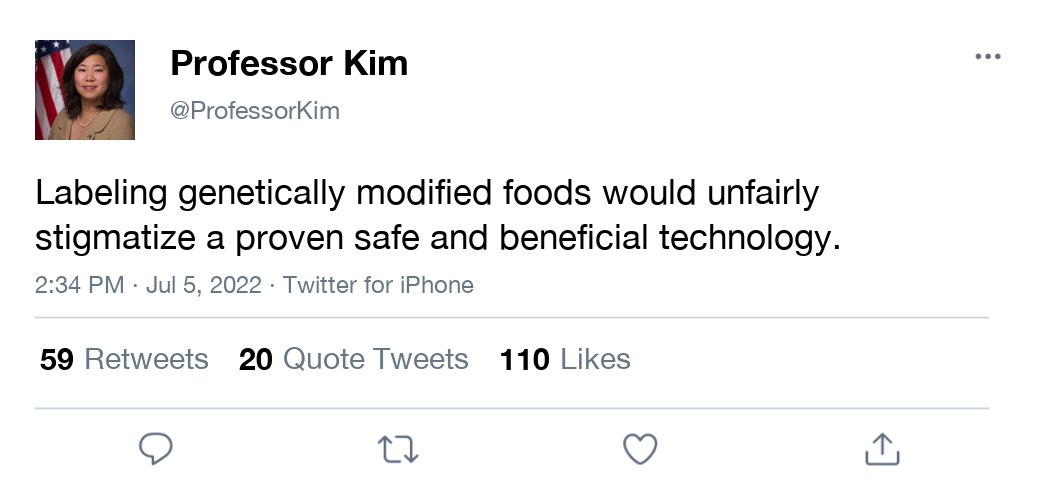 Professor Kim
@ProfessorKim
Labeling genetically modified foods would unfairly
stigmatize a proven safe and beneficial technology.
2:34 PM · Jul 5, 2022 · Twitter for iPhone
59 Retweets 20 Quote Tweets 110 Likes